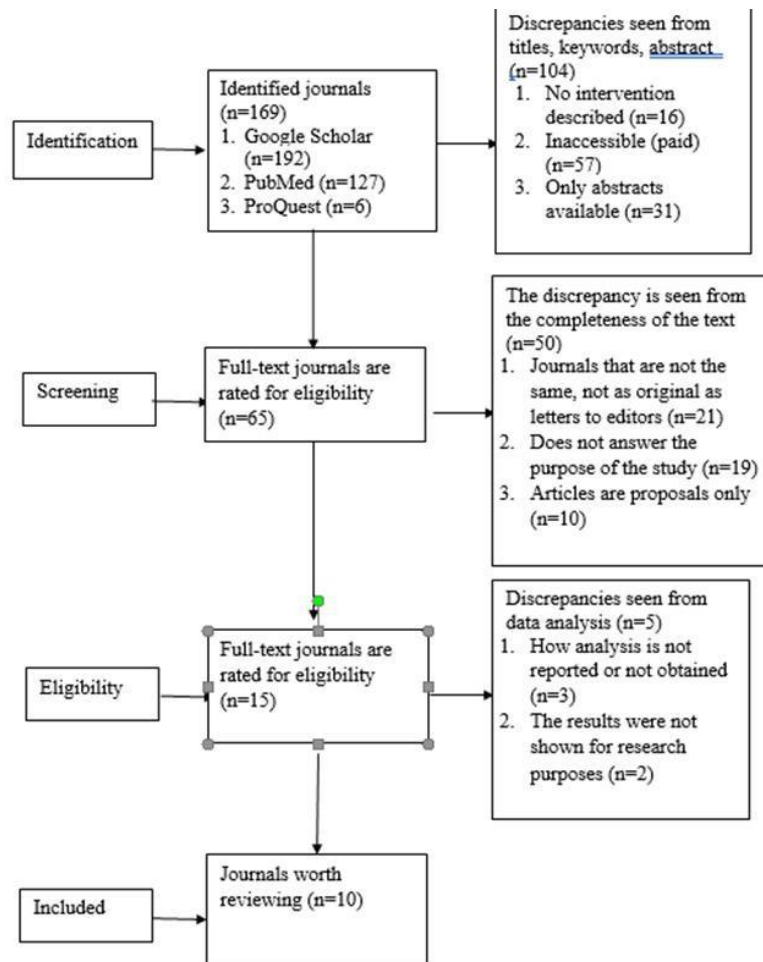 Discrepancies seen from
titles, keywords, abstract
(n=104)
1. No intervention
described (n=16)
2. Inaccessible (paid)
(n=57)
3. Only abstracts
available (n=31)
Identified journals
(n=169)
1. Google Scholar
(n=192)
2. PubMed (n=127)
3. ProQuest (n=6)
Identification
The discrepancy is seen from
the completeness of the text
(n=50)
1. Journals that are not the
same, not as original as
letters to editors (n=21)
2. Does not answer the
purpose of the study (n=19)
3. Articles are proposals only
(n=10)
Full-text journals are
rated for eligibility
(n=65)
Screening
Discrepancies seen from
data analysis (n=5)
1. How analysis is not
reported or not obtained
(n=3)
2. The results were not
shown for research
purposes (n=2)
Full-text journals are
rated for eligibility
(n=15)
Eligibility
Journals worth
reviewing (n=10)
Included